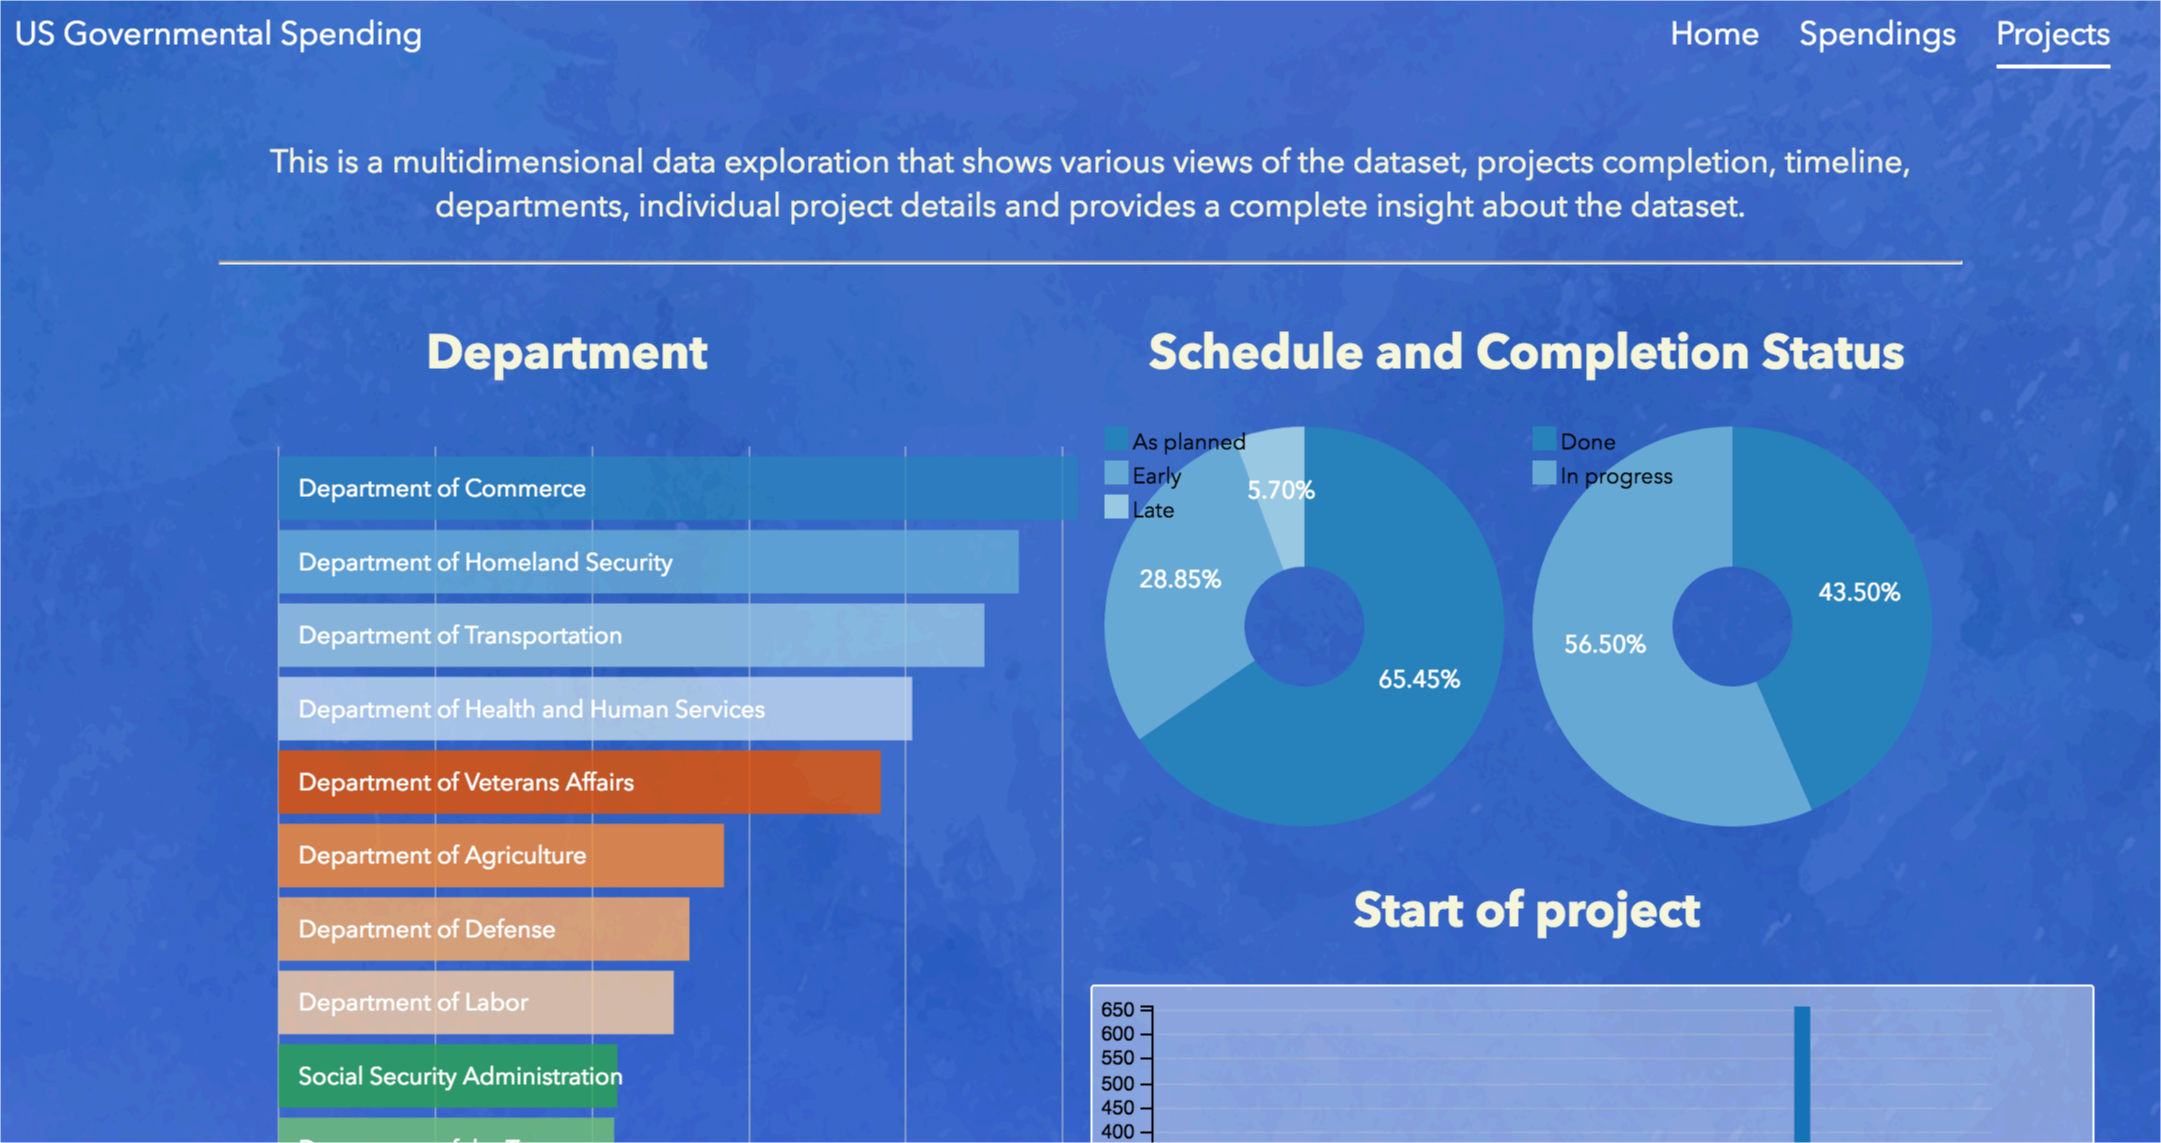 US Governmental Spending
Home Spendings Projects
This is a multidimensional data exploration that shows various views of the dataset, projects completion, timeline,
departments, individual project details and provides a complete insight about the dataset.
Department
Department of Commerce
Department of Homeland Security
Department of Transportation
Department of Health and Human Services
Department of Veterans Affairs
Department of Agriculture
Department of Defense
Department of Labor
Social Security Administration
Schedule and Completion Status
As planned
Early
Late
5.70%
28.85%
65.45%
Done
In progress
43.50%
56.50%
Start of project
650
600
550
500
450
400